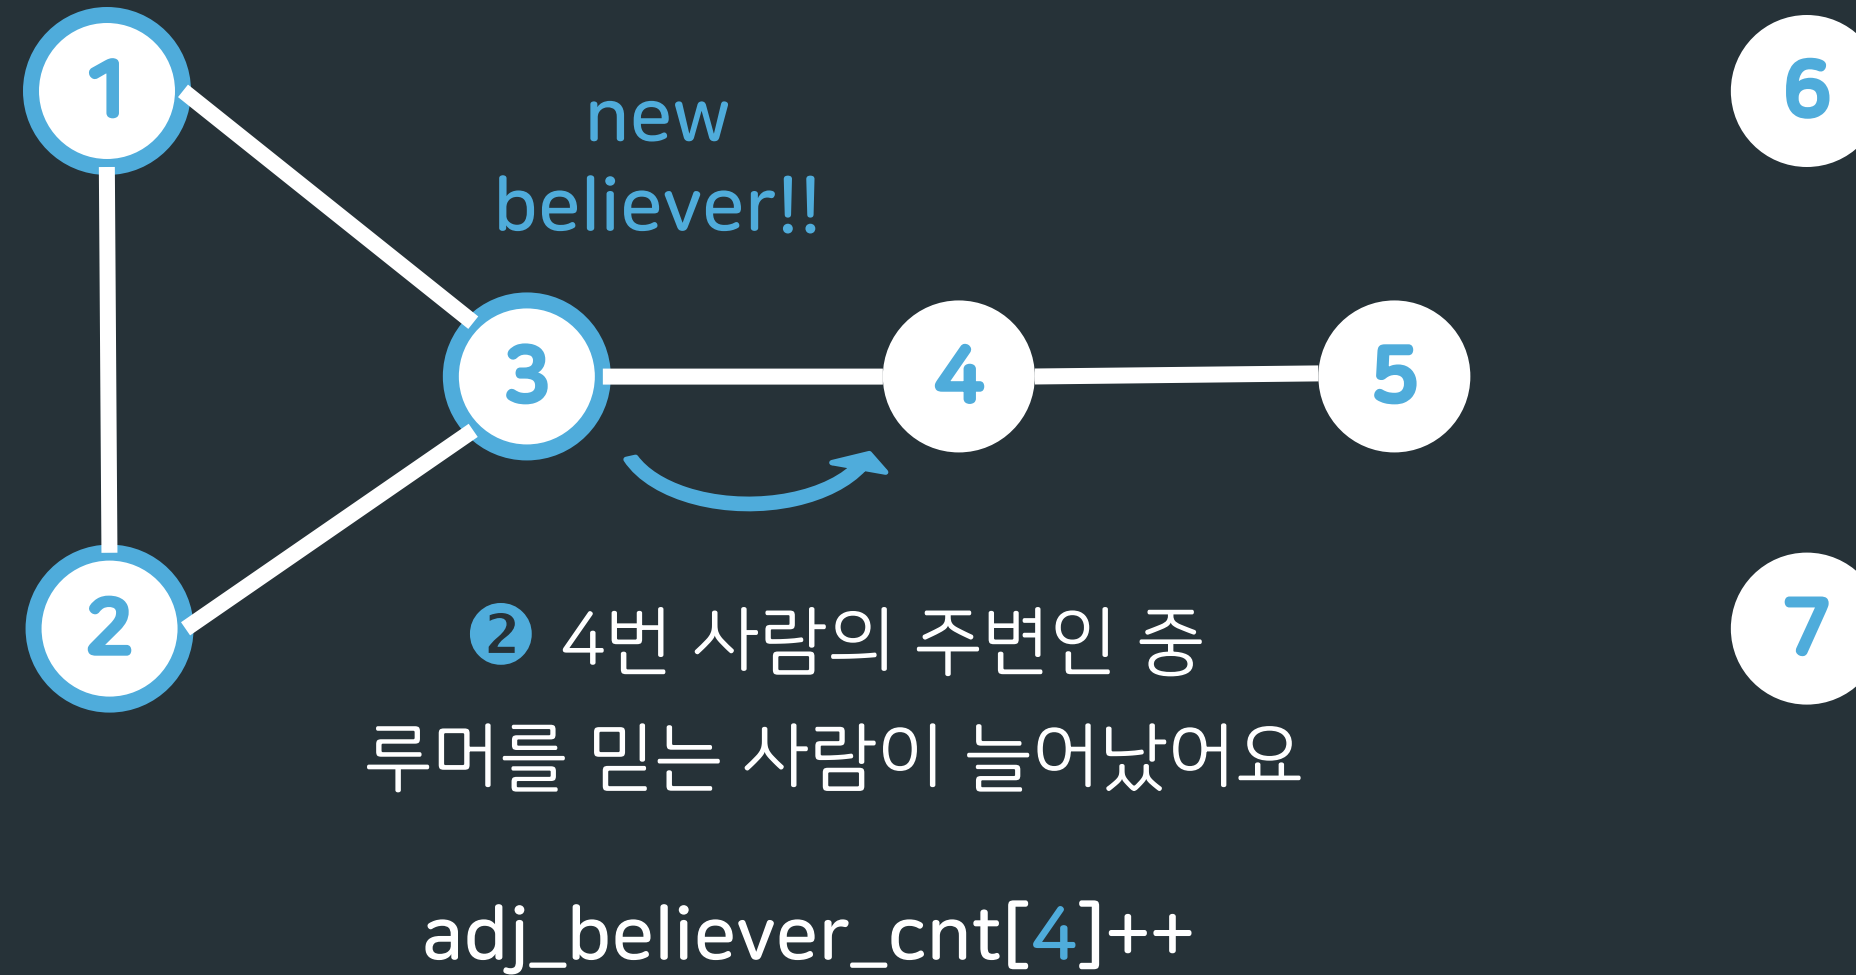 1
6
new
believer!!
3
4
5
2
7
❷ 4번 사람의 주변인 중
루머를 믿는 사람이 늘어났어요
adj_believer_cnt[4]++